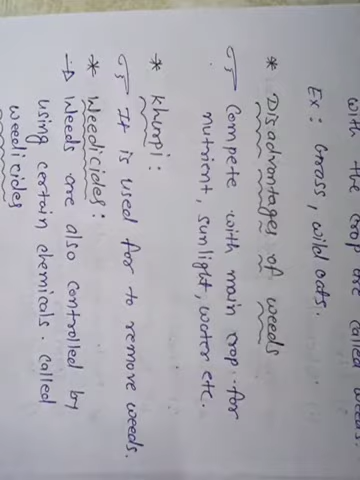 with the crop are called weeds.
Ex: Grass, wild oats.
* Disadvantages of weeds
→ Compete with main crop for
nutrient, sunlight, water etc.
* Khurpi:
→ It is used for to remove weeds.
* Weedicides:
→ Weeds are also controlled by
using certain chemicals. called
weedicides